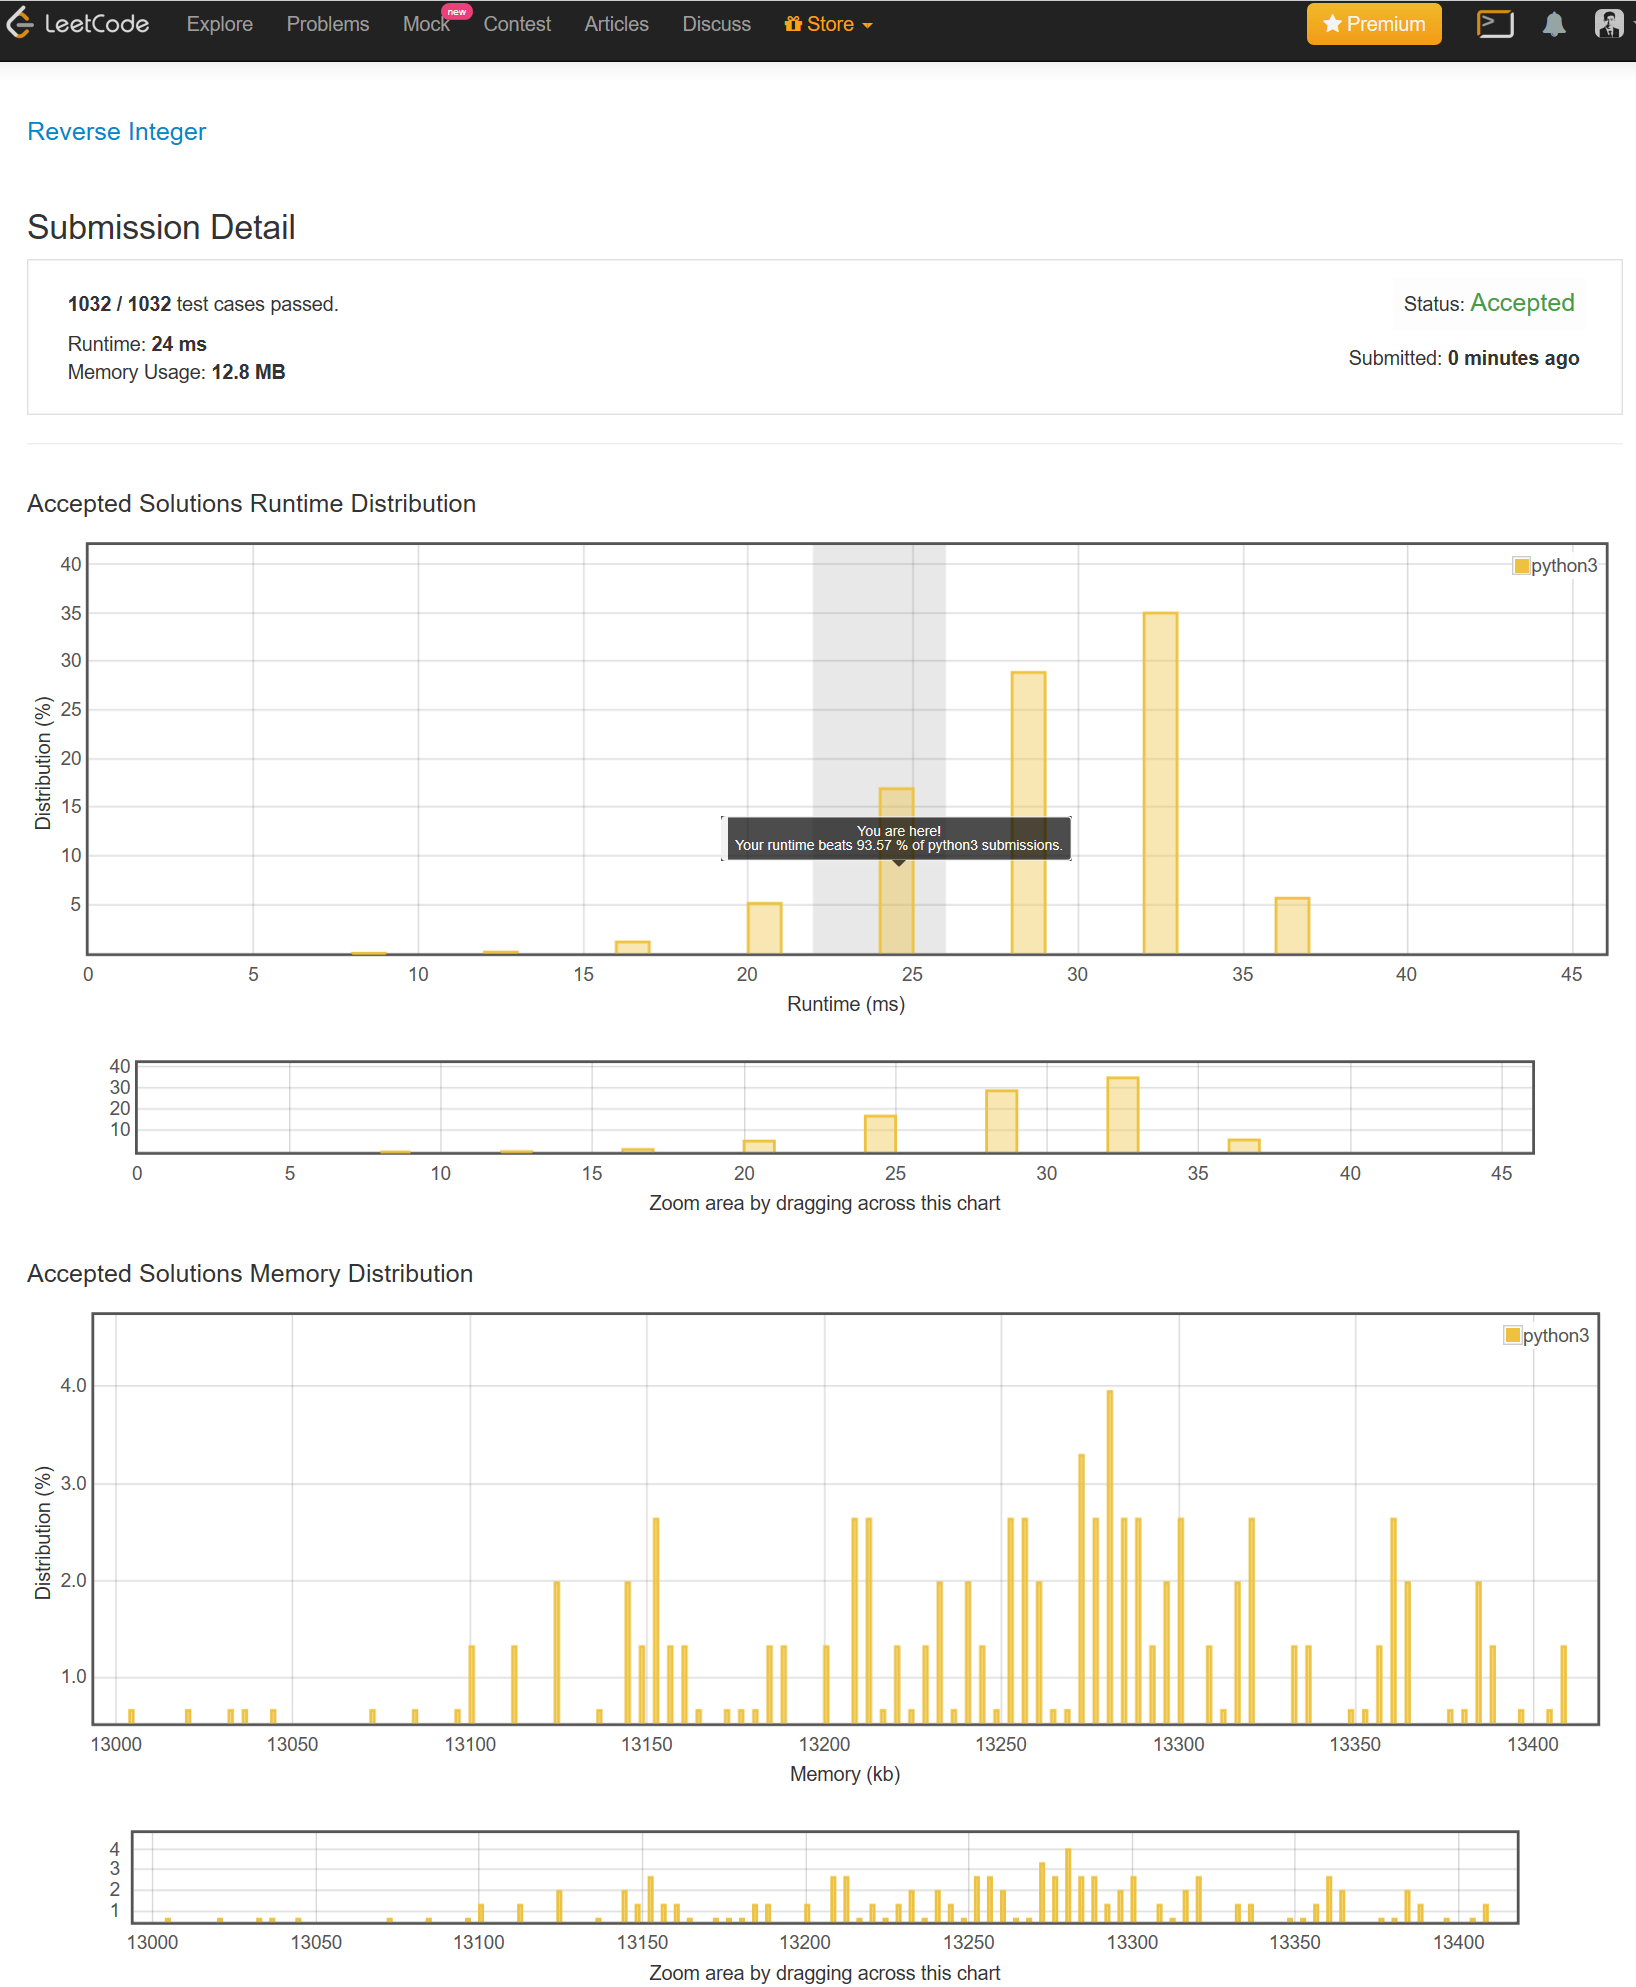 LeetCode Explore Problems Mock new Contest Articles Discuss Store Premium
Reverse Integer
Submission Detail
1032 / 1032 test cases passed.
Status: Accepted
Runtime: 24 ms
Submitted: 0 minutes ago
Memory Usage: 12.8 MB
Accepted Solutions Runtime Distribution
python3
40
35
30
25
20
15
10
5
Distribution (%)
You are here!
Your runtime beats 93.57 % of python3 submissions.
0 5 10 15 20 25 30 35 40 45
Runtime (ms)
40
30
20
10
0 5 10 15 20 25 30 35 40 45
Zoom area by dragging across this chart
Accepted Solutions Memory Distribution
python3
4.0
3.0
2.0
1.0
Distribution (%)
13000 13050 13100 13150 13200 13250 13300 13350 13400
Memory (kb)
4
3
2
1
13000 13050 13100 13150 13200 13250 13300 13350 13400
Zoom area by dragging across this chart